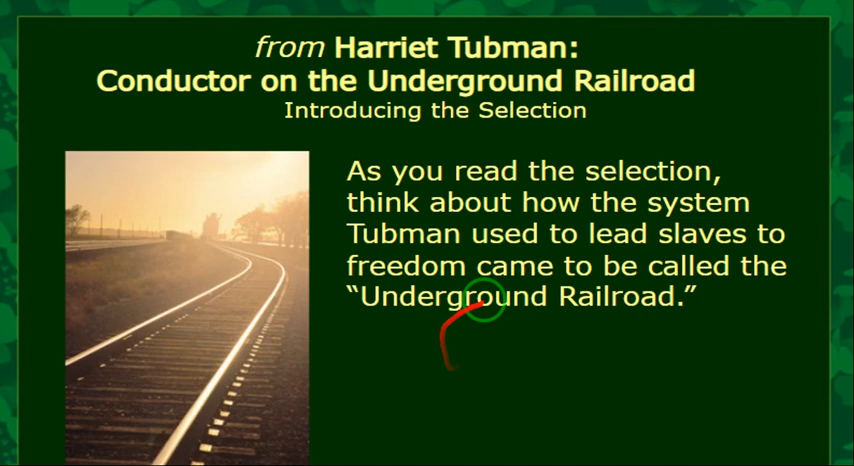 from Harriet Tubman:
Conductor on the Underground Railroad
Introducing the Selection
As you read the selection,
think about how the system
Tubman used to lead slaves to
freedom came to be called the
“Underground Railroad.”